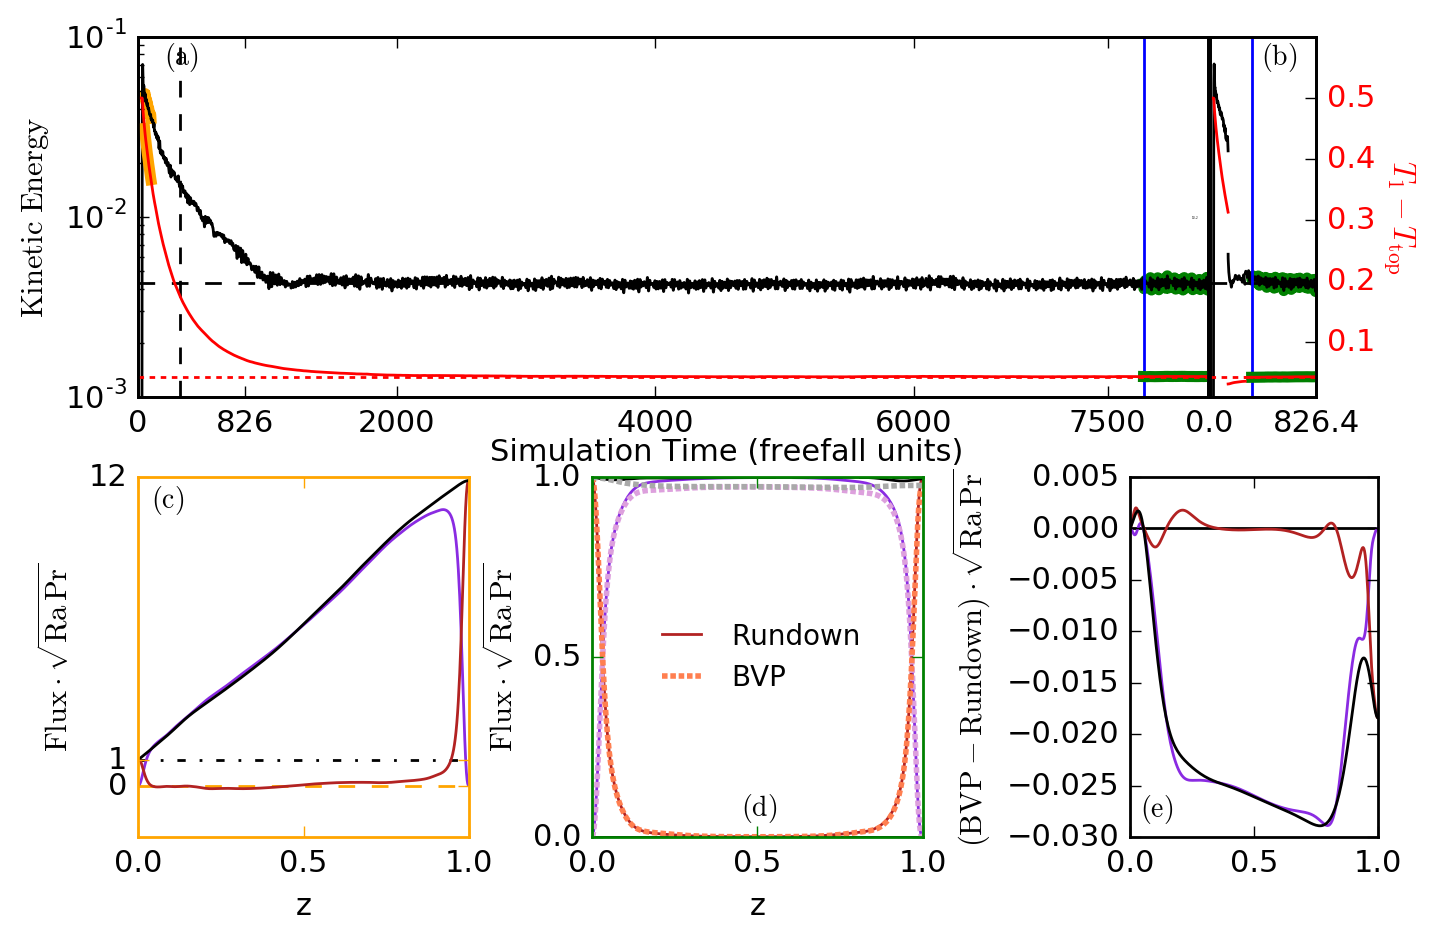 (a)
a
(b)
Kinetic Energy
10^-1
10^-2
10^-3
T_1 − T_top
0.5
0.4
0.3
0.2
0.1
0 826 2000 4000 6000 7500 0.0 826.4
Simulation Time (freefall units)
Flux · √Ra Pr
12
1
0
(c)
0.0 0.5 1.0
z
Flux · √Ra Pr
1.0
0.5
0.0
Rundown
BVP
(d)
0.0 0.5 1.0
z
(BVP − Rundown) · √Ra Pr
0.005
0.000
−0.005
−0.010
−0.015
−0.020
−0.025
−0.030
(e)
0.0 0.5 1.0